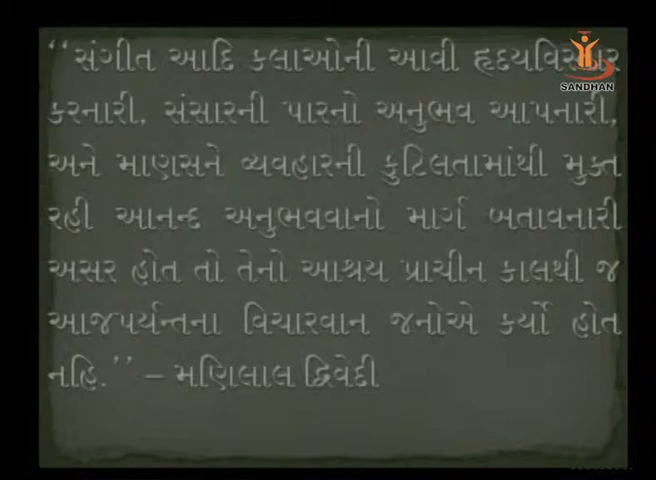 “સંગીત આદિ કલાઓની આવી હૃદયવિસ્તાર
SANDHAN
કરનારી, સંસારની પારનો અનુભવ આપનારી,
અને માણસને વ્યવહારની કુટિલતામાંથી મુક્ત
રહી આનન્દ અનુભવવાનો માર્ગ બતાવનારી
અસર હોત તો તેનો આશ્રય પ્રાચીન કાલથી જ
આજપર્યન્તના વિચારવાન જનોએ કર્યો હોત
નહિ.” – મણિલાલ દ્વિવેદી